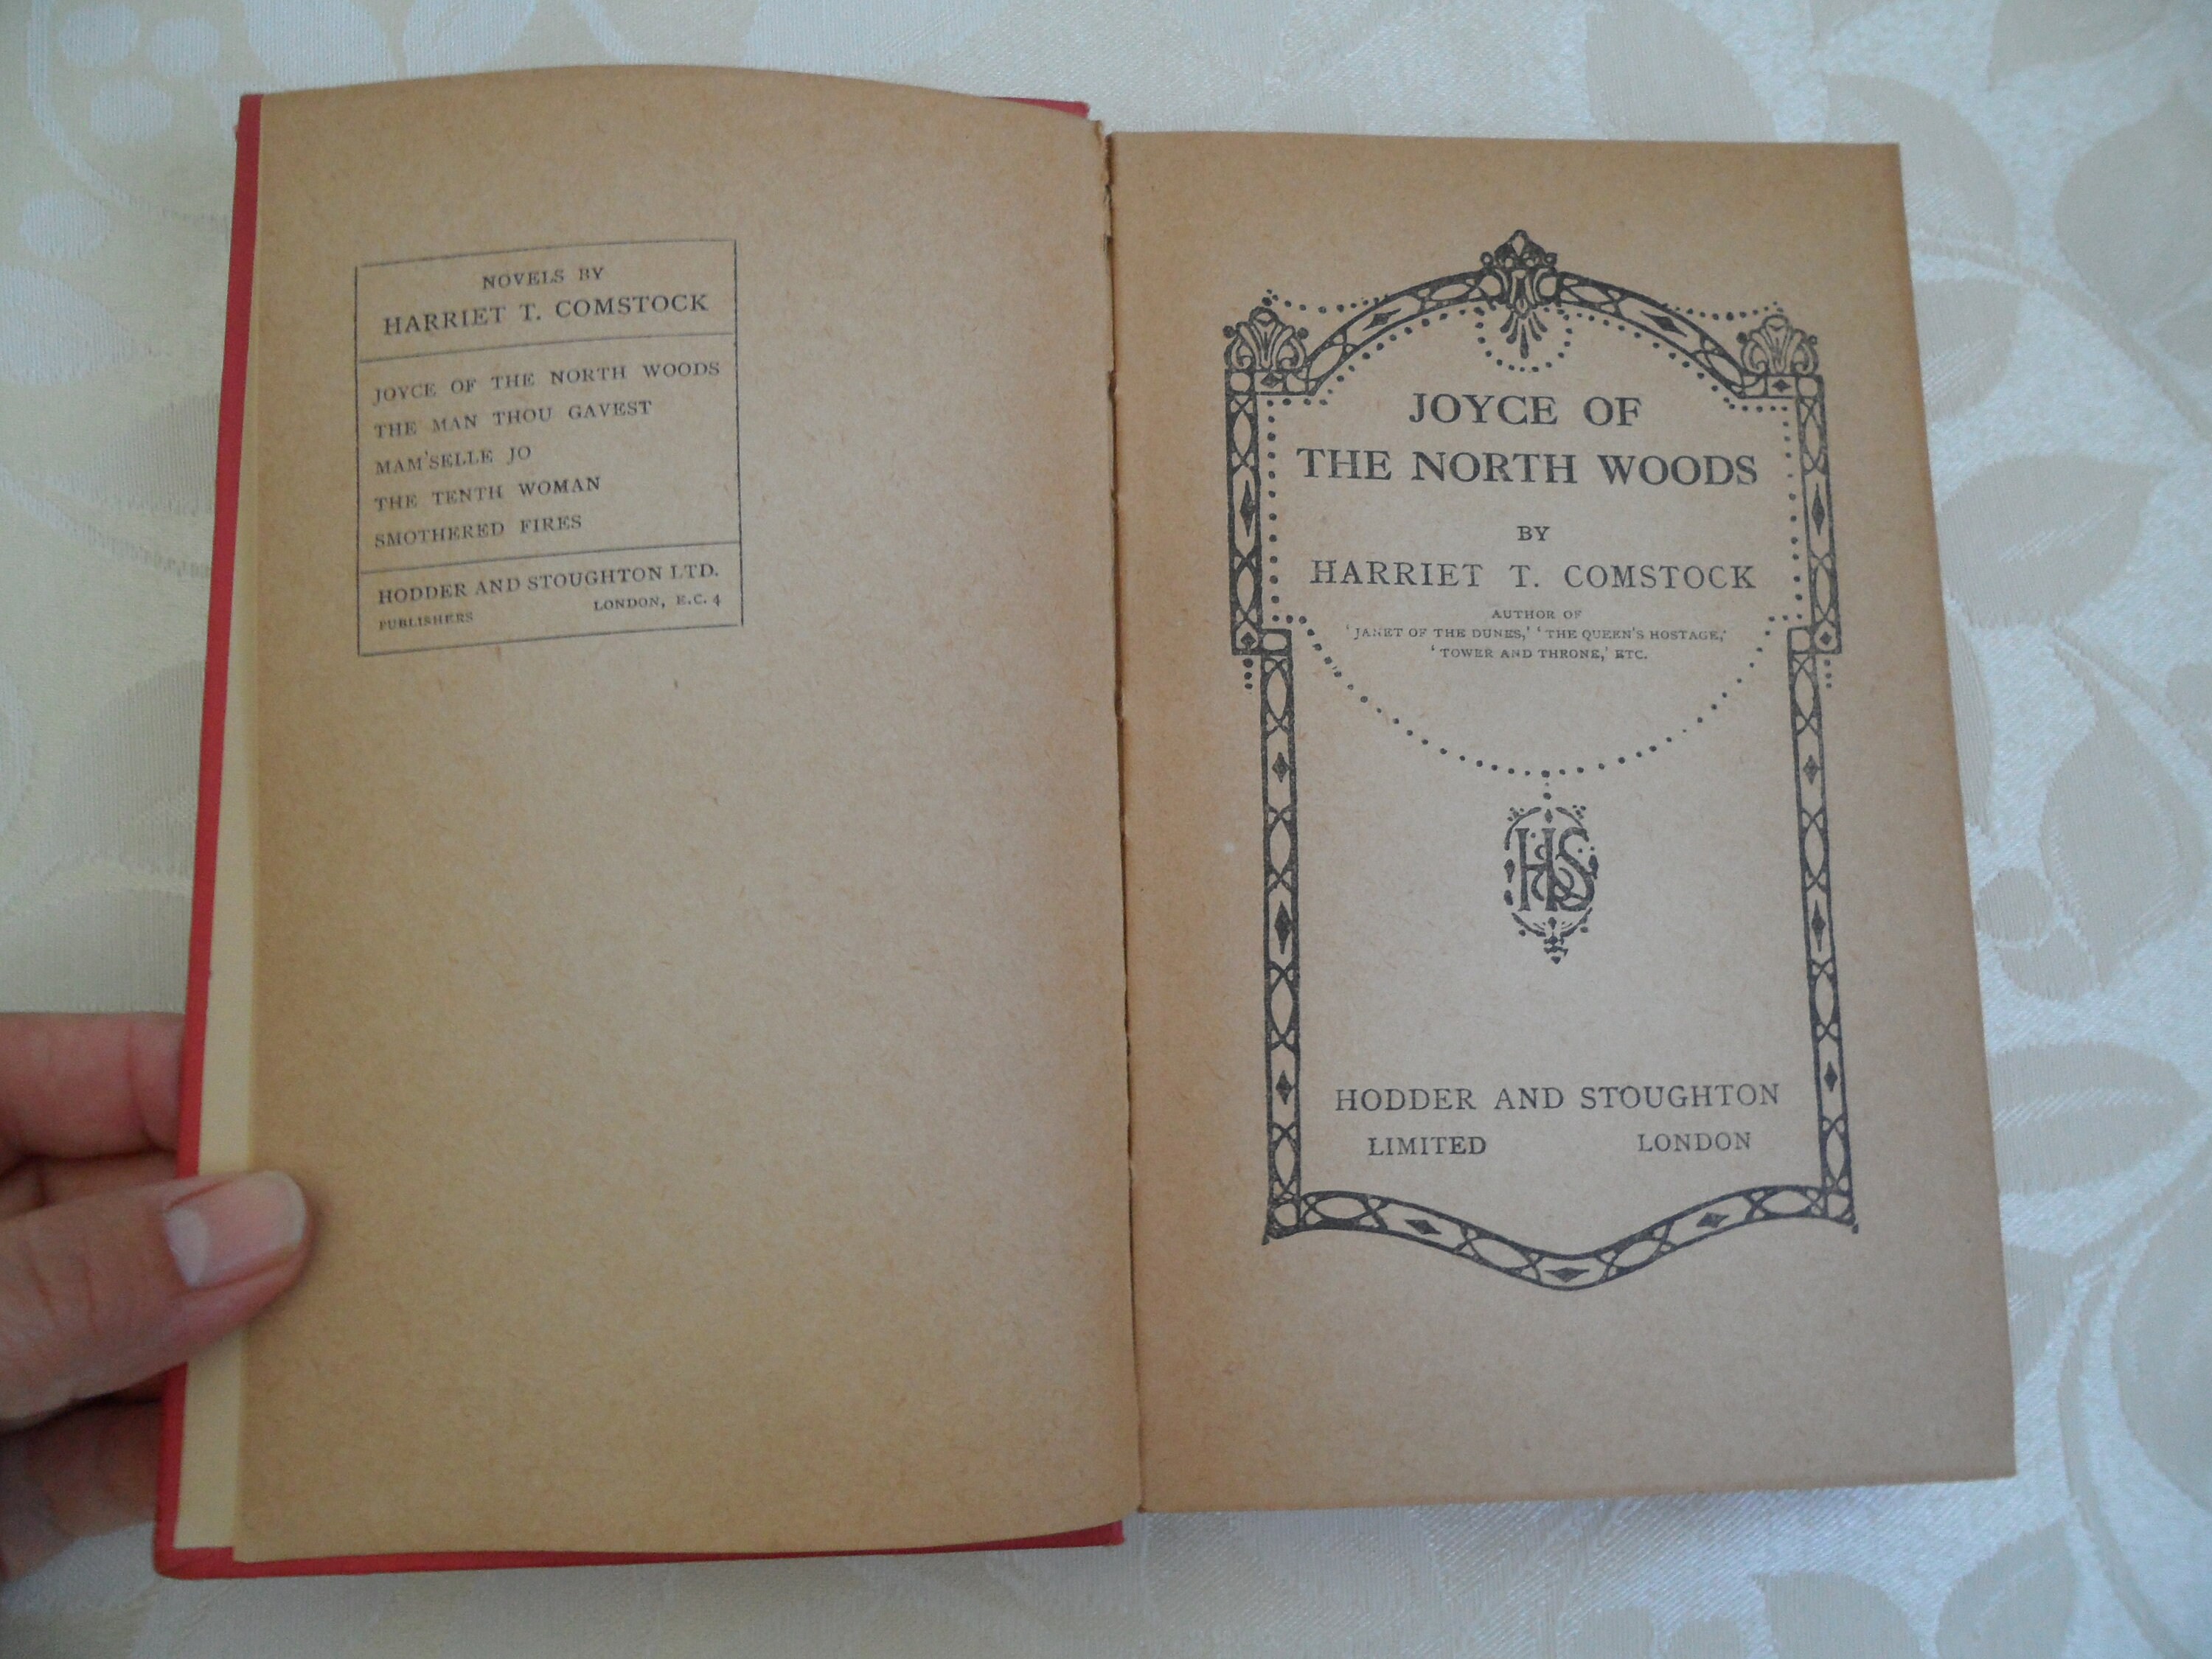 NOVELS BY
HARRIET T. COMSTOCK
JOYCE OF THE NORTH WOODS
THE MAN THOU GAVEST
MAM'SELLE JO
THE TENTH WOMAN
SMOTHERED FIRES
HODDER AND STOUGHTON LTD.
PUBLISHERS LONDON, E.C. 4
JOYCE OF
THE NORTH WOODS
BY
HARRIET T. COMSTOCK
AUTHOR OF
'JANET OF THE DUNES,' 'THE QUEEN'S HOSTAGE,'
'TOWER AND THRONE,' ETC.
H&S
HODDER AND STOUGHTON
LIMITED LONDON